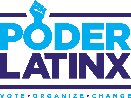 PODER
LATINX
VOTE • ORGANIZE • CHANGE